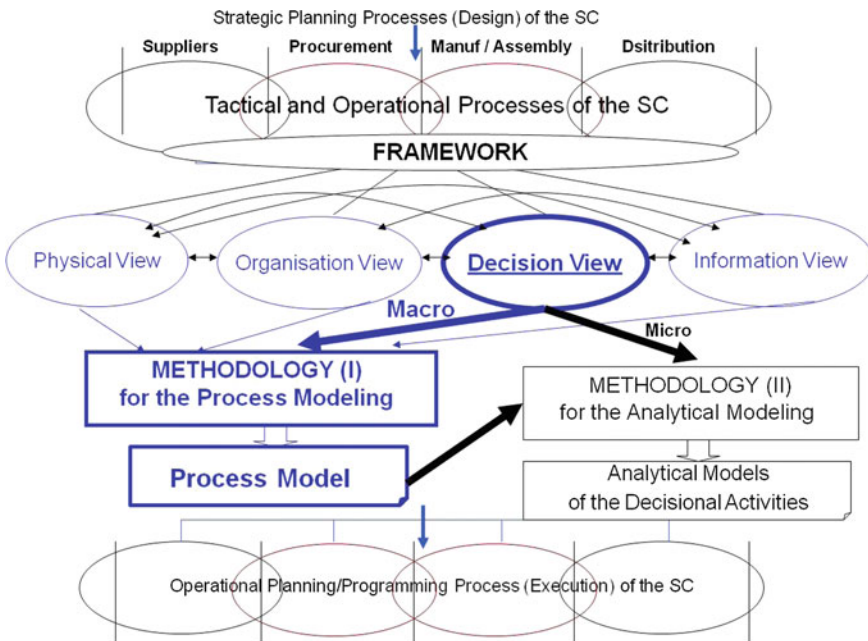 Strategic Planning Processes (Design) of the SC
Suppliers Procurement Manuf / Assembly Dsitribution
Tactical and Operational Processes of the SC
FRAMEWORK
Physical View Organisation View Decision View Information View
Macro
Micro
METHODOLOGY (I)
for the Process Modeling
METHODOLOGY (II)
for the Analytical Modeling
Process Model
Analytical Models
of the Decisional Activities
Operational Planning/Programming Process (Execution) of the SC